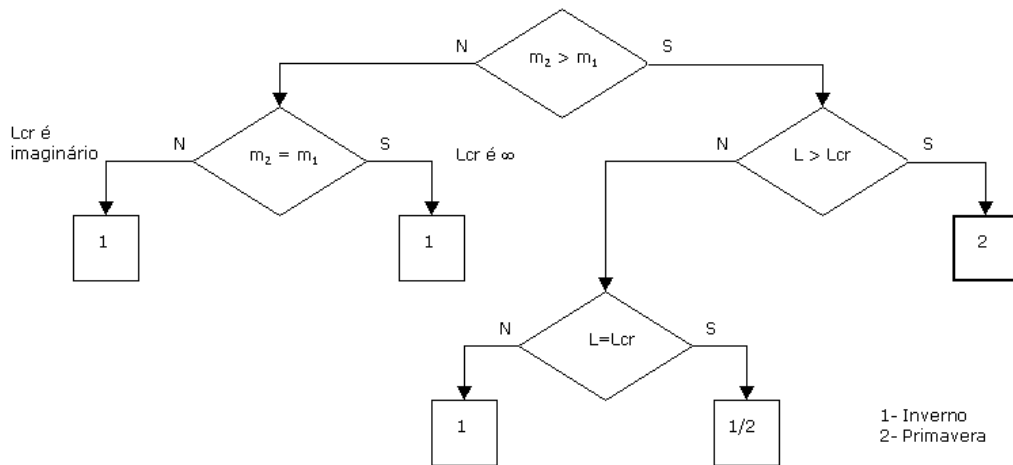 N
m₂ > m₁
S
Lcr é
imaginário
N
m₂ = m₁
S
Lcr é ∞
N
L > Lcr
S
1
1
2
N
L=Lcr
S
1
1/2
1- Inverno
2- Primavera